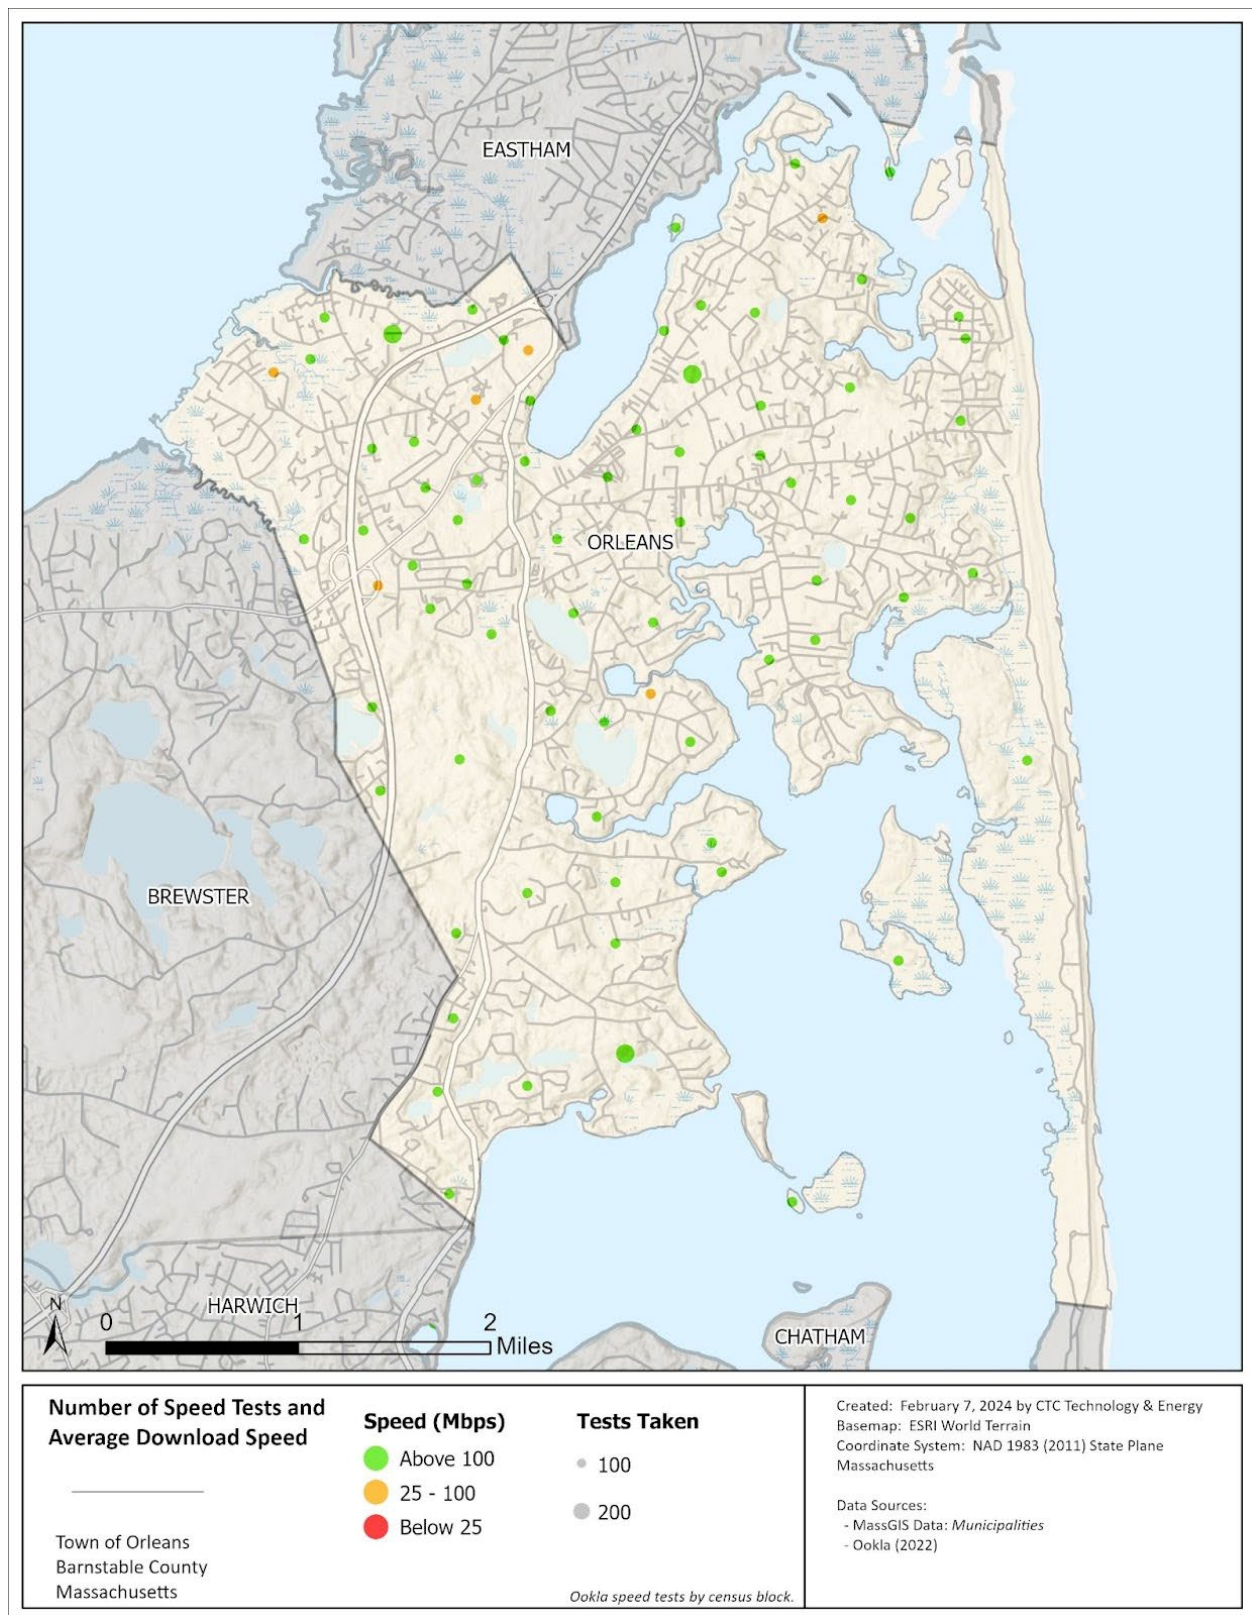 EASTHAM
ORLEANS
BREWSTER
HARWICH
CHATHAM
N
0 1 2
Miles
Number of Speed Tests and
Average Download Speed
Town of Orleans
Barnstable County
Massachusetts
Speed (Mbps)
Above 100
25 - 100
Below 25
Tests Taken
100
200
Ookla speed tests by census block.
Created: February 7, 2024 by CTC Technology & Energy
Basemap: ESRI World Terrain
Coordinate System: NAD 1983 (2011) State Plane
Massachusetts
Data Sources:
- MassGIS Data: Municipalities
- Ookla (2022)